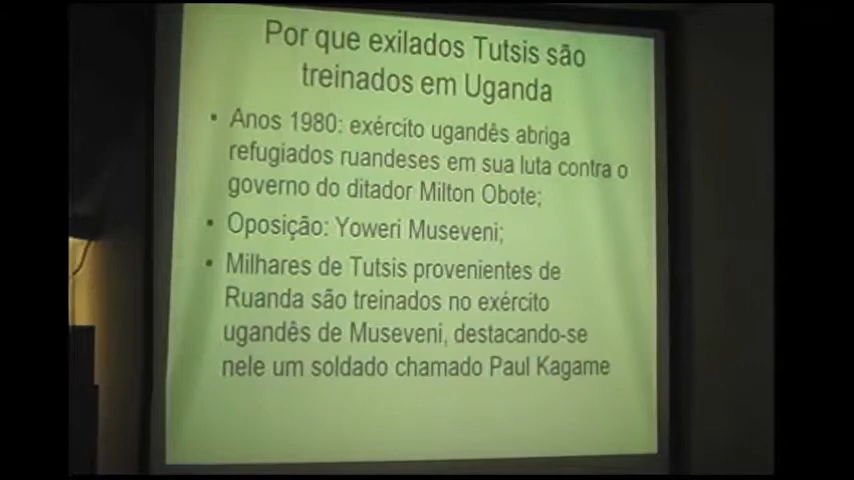 Por que exilados Tutsis são
treinados em Uganda
• Anos 1980: exército ugandês abriga
refugiados ruandeses em sua luta contra o
governo do ditador Milton Obote;
• Oposição: Yoweri Museveni;
• Milhares de Tutsis provenientes de
Ruanda são treinados no exército
ugandês de Museveni, destacando-se
nele um soldado chamado Paul Kagame